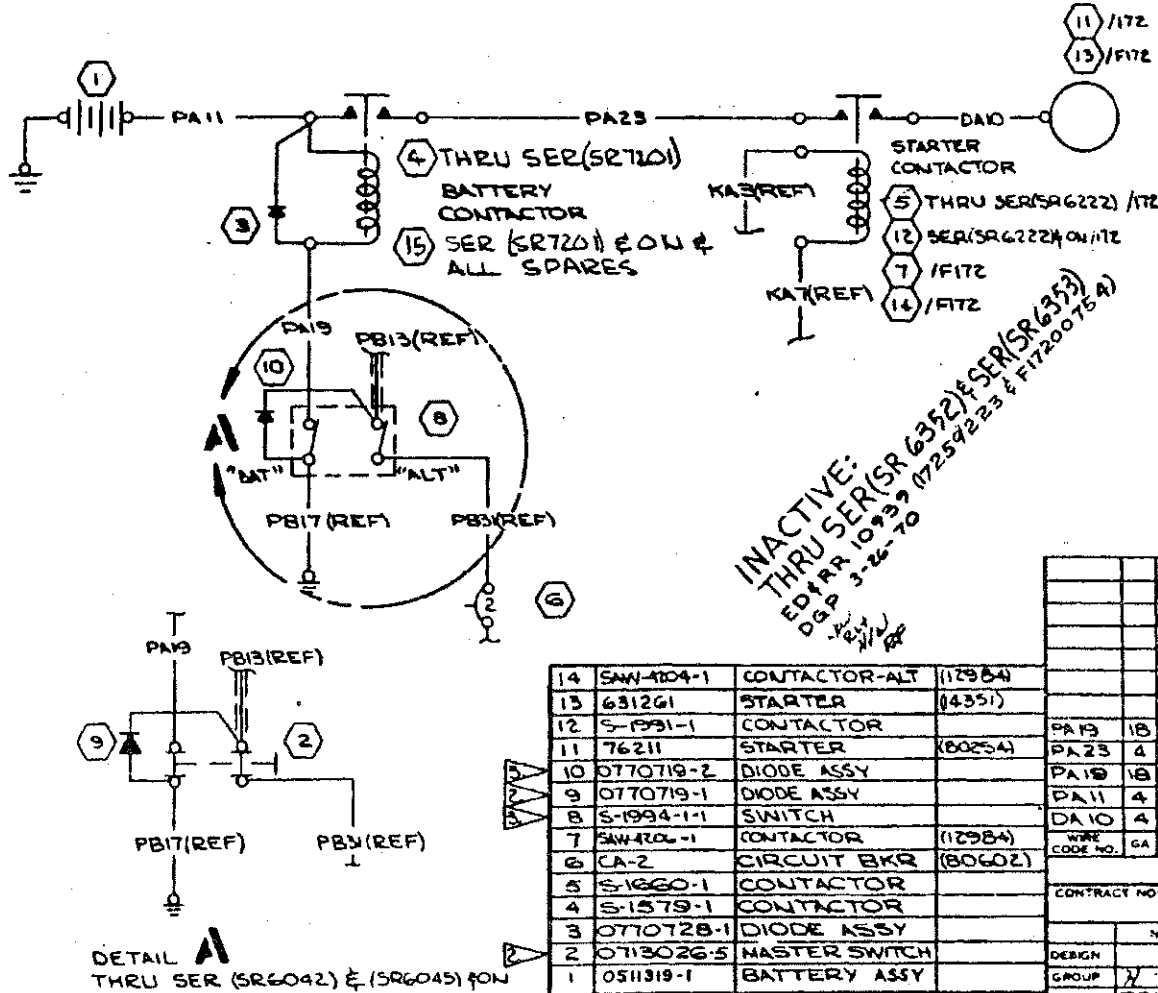 11 /172
13 /F172
1
PA11
PA23
DA10
4 THRU SER(SR7201)
BATTERY
CONTACTOR
15 SER (SR7201) & ON &
ALL SPARES
3
KA3(REF)
KA7(REF)
STARTER
CONTACTOR
5 THRU SER(SR6222) /172
12 SER(SR6222)& ON /172
7 /F172
14 /F172
PA19
PB13(REF)
10
8
A
"BAT"
"ALT"
PB17(REF)
PB31(REF)
2
6
INACTIVE:
THRU SER(SR 6352) & SER(SR6353)
ED&RR 10939 (17259223 & F17200754)
DGP 3-26-70
PA19
PB13(REF)
9
2
PB17(REF)
PB31(REF)
DETAIL A
THRU SER (SR6042) & (SR6045) & ON
14 SAW-4204-1 CONTACTOR-ALT (12984)
13 631261 STARTER (14351)
12 S-1991-1 CONTACTOR
11 76211 STARTER (80254)
3 10 0770719-2 DIODE ASSY
2 9 0770719-1 DIODE ASSY
3 8 S-1994-1-1 SWITCH
7 SAW-4206-1 CONTACTOR (12984)
6 CA-2 CIRCUIT BKR (80602)
5 S-1660-1 CONTACTOR
4 S-1579-1 CONTACTOR
3 0770728-1 DIODE ASSY
2 2 0713026-5 MASTER SWITCH
1 0511319-1 BATTERY ASSY
PA19 18
PA23 4
PA19 18
PA11 4
DA10 4
WIRE
CODE NO. GA
CONTRACT NO
DESIGN
GROUP